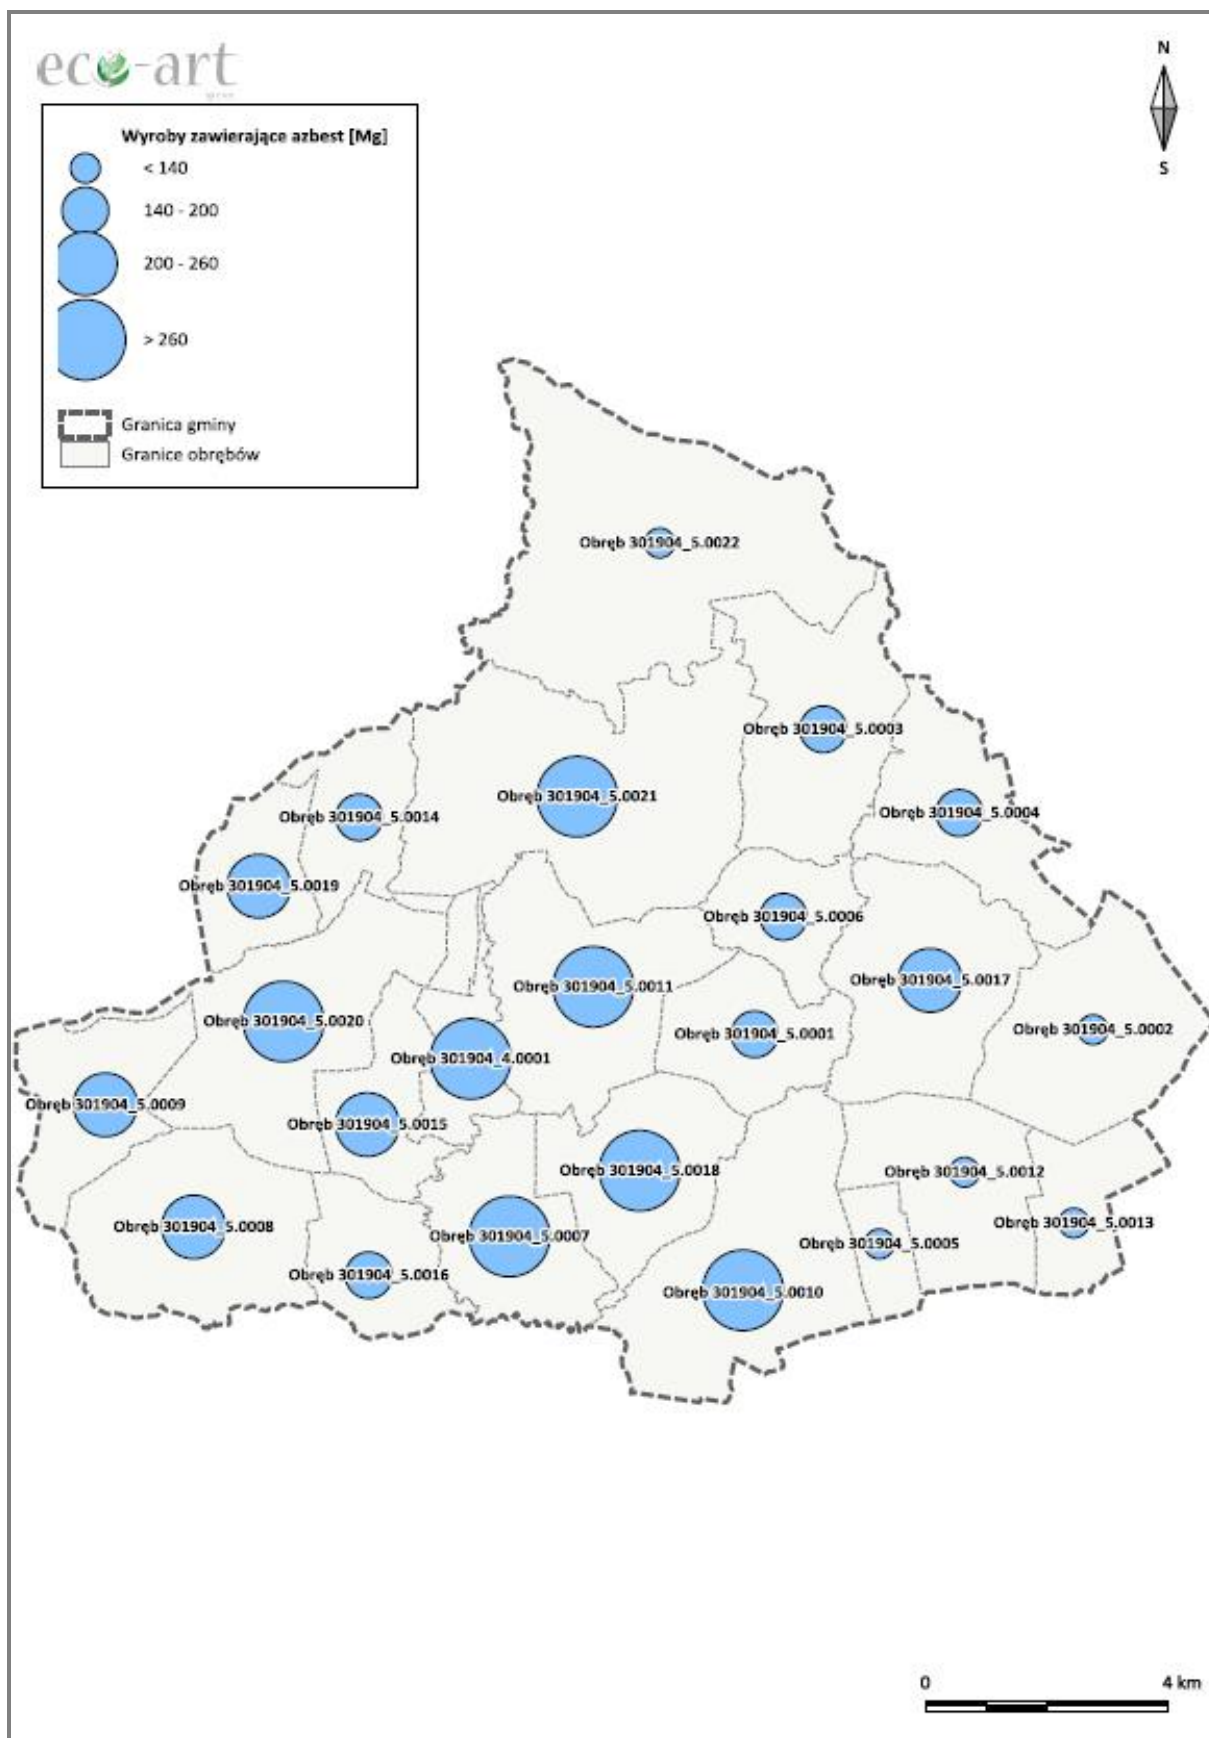 eco-art
N
S
Wyroby zawierające azbest [Mg]
< 140
140 - 200
200 - 260
> 260
Granica gminy
Granice obrębów
Obręb 301904_5.0022
Obręb 301904_5.0003
Obręb 301904_5.0021
Obręb 301904_5.0004
Obręb 301904_5.0014
Obręb 301904_5.0019
Obręb 301904_5.0006
Obręb 301904_5.0017
Obręb 301904_5.0011
Obręb 301904_5.0020
Obręb 301904_5.0001
Obręb 301904_5.0002
Obręb 301904_4.0001
Obręb 301904_5.0009
Obręb 301904_5.0015
Obręb 301904_5.0018
Obręb 301904_5.0012
Obręb 301904_5.0008
Obręb 301904_5.0007
Obręb 301904_5.0013
Obręb 301904_5.0005
Obręb 301904_5.0016
Obręb 301904_5.0010
0 4 km